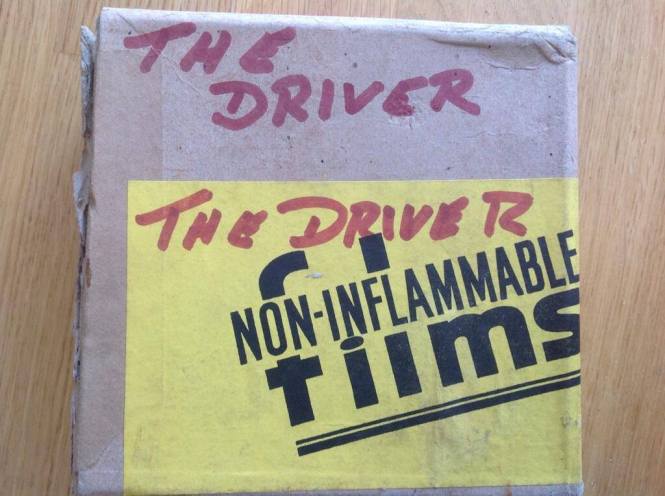 THE
DRIVER
THE DRIVER
NON-INFLAMMABLE
films